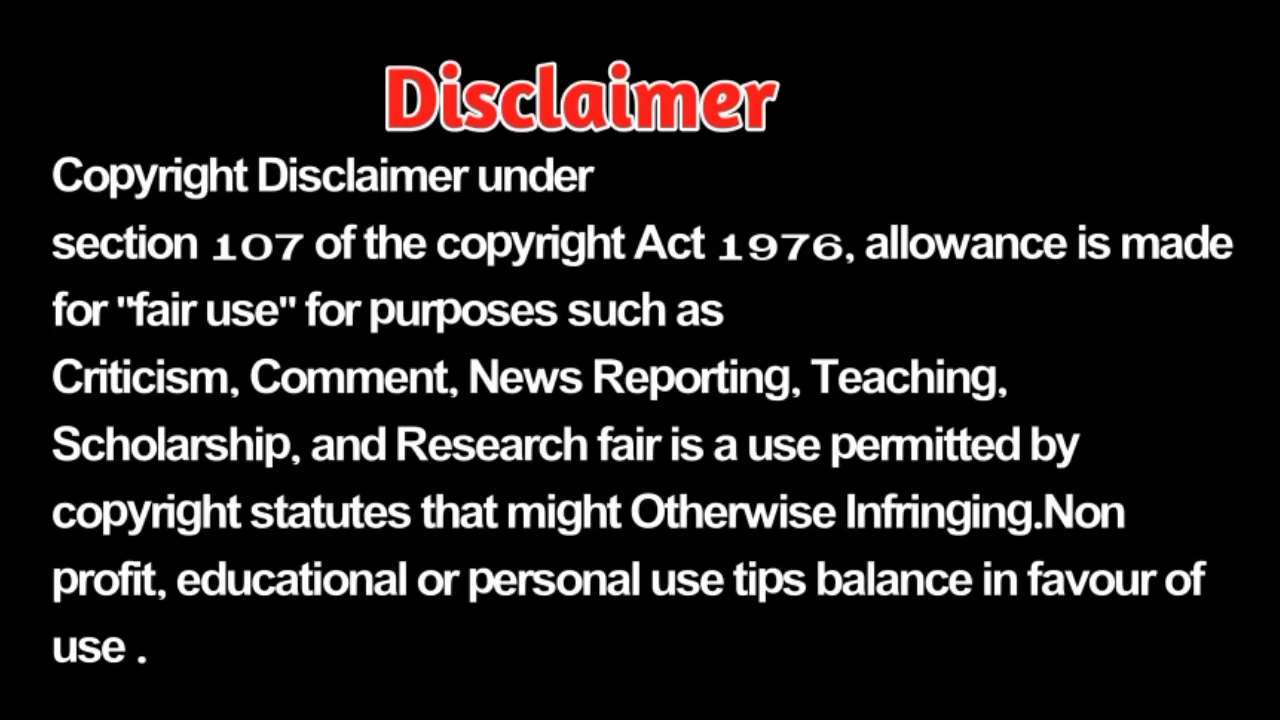 Disclaimer
Copyright Disclaimer under
section 107 of the copyright Act 1976, allowance is made
for "fair use" for purposes such as
Criticism, Comment, News Reporting, Teaching,
Scholarship, and Research fair is a use permitted by
copyright statutes that might Otherwise Infringing.Non
profit, educational or personal use tips balance in favour of
use .